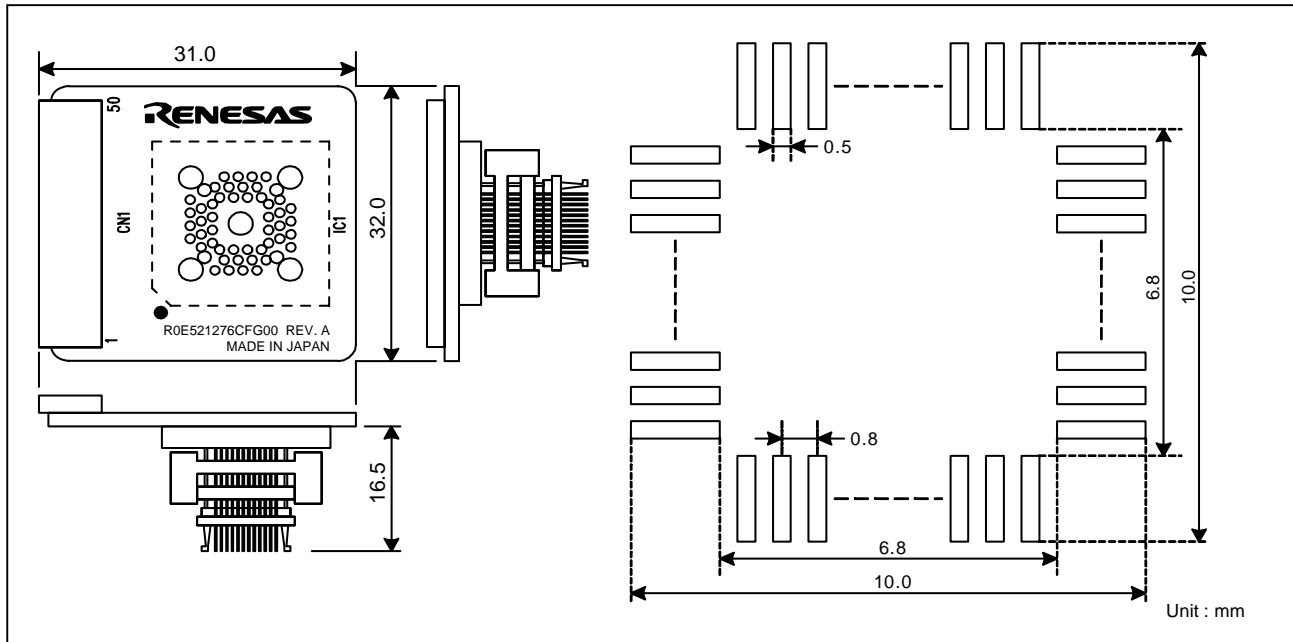 31.0
50
RENESAS
CN1
IC1
32.0
R0E521276CFG00 REV. A
1
MADE IN JAPAN
16.5
0.5
6.8
10.0
0.8
6.8
10.0
Unit : mm